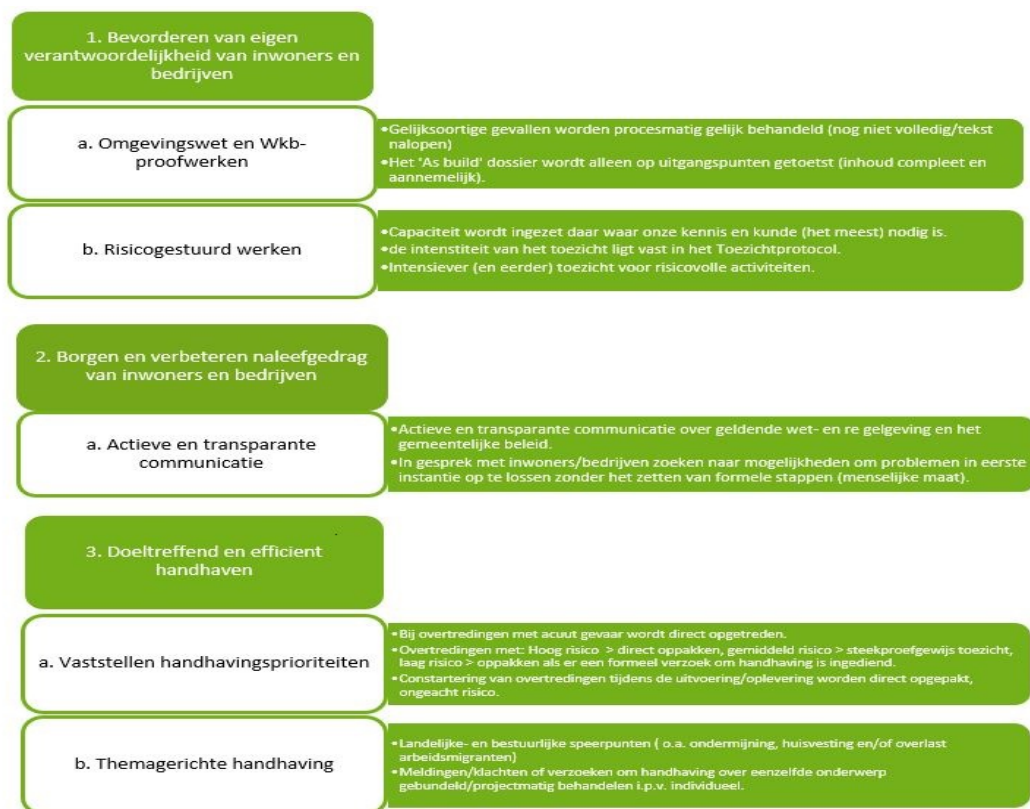 1. Bevorderen van eigen
verantwoordelijkheid van inwoners en
bedrijven
a. Omgevingswet en Wkb-
proofwerken
•Gelijksoortige gevallen worden procesmatig gelijk behandeld (nog niet volledig/tekst
nalopen)
•Het 'As build' dossier wordt alleen op uitgangspunten getoetst (inhoud compleet en
aannemelijk).
b. Risicogestuurd werken
•Capaciteit wordt ingezet daar waar onze kennis en kunde (het meest) nodig is.
•de intenstiteit van het toezicht ligt vast in het Toezichtprotocol.
•Intensiever (en eerder) toezicht voor risicovolle activiteiten.
2. Borgen en verbeteren naleefgedrag
van inwoners en bedrijven
a. Actieve en transparante
communicatie
•Actieve en transparante communicatie over geldende wet- en re gelgeving en het
gemeentelijke beleid.
•In gesprek met inwoners/bedrijven zoeken naar mogelijkheden om problemen in eerste
instantie op te lossen zonder het zetten van formele stappen (menselijke maat).
3. Doeltreffend en efficient
handhaven
a. Vaststellen handhavingsprioriteiten
•Bij overtredingen met acuut gevaar wordt direct opgetreden.
•Overtredingen met: Hoog risico > direct oppakken, gemiddeld risico > steekproefgewijs toezicht,
laag risico > oppakken als er een formeel verzoek om handhaving is ingediend.
•Constartering van overtredingen tijdens de uitvoering/oplevering worden direct opgepakt,
ongeacht risico.
b. Themagerichte handhaving
•Landelijke- en bestuurlijke speerpunten ( o.a. ondermijning, huisvesting en/of overlast
arbeidsmigranten)
•Meldingen/klachten of verzoeken om handhaving over eenzelfde onderwerp
gebundeld/projectmatig behandelen i.p.v. individueel.